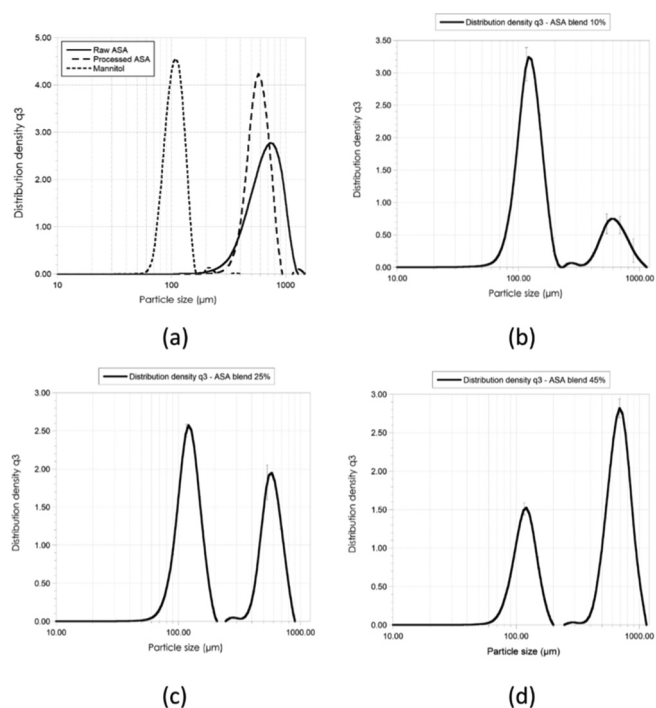 Raw ASA
Processed ASA
Mannitol
Distribution density q3
5.00
4.00
3.00
2.00
1.00
0.00
10
100
1000
Particle size (µm)
(a)
Distribution density q3 - ASA blend 10%
Distribution density q3
3.50
3.00
2.50
2.00
1.50
1.00
0.50
0.00
10.00
100.00
1000.00
Particle size (µm)
(b)
Distribution density q3 - ASA blend 25%
Distribution density q3
3.00
2.50
2.00
1.50
1.00
0.50
0.00
10.00
100.00
1000.00
Particle size (µm)
(c)
Distribution density q3 - ASA blend 45%
Distribution density q3
3.00
2.50
2.00
1.50
1.00
0.50
0.00
10.00
100.00
1000.00
Particle size (µm)
(d)